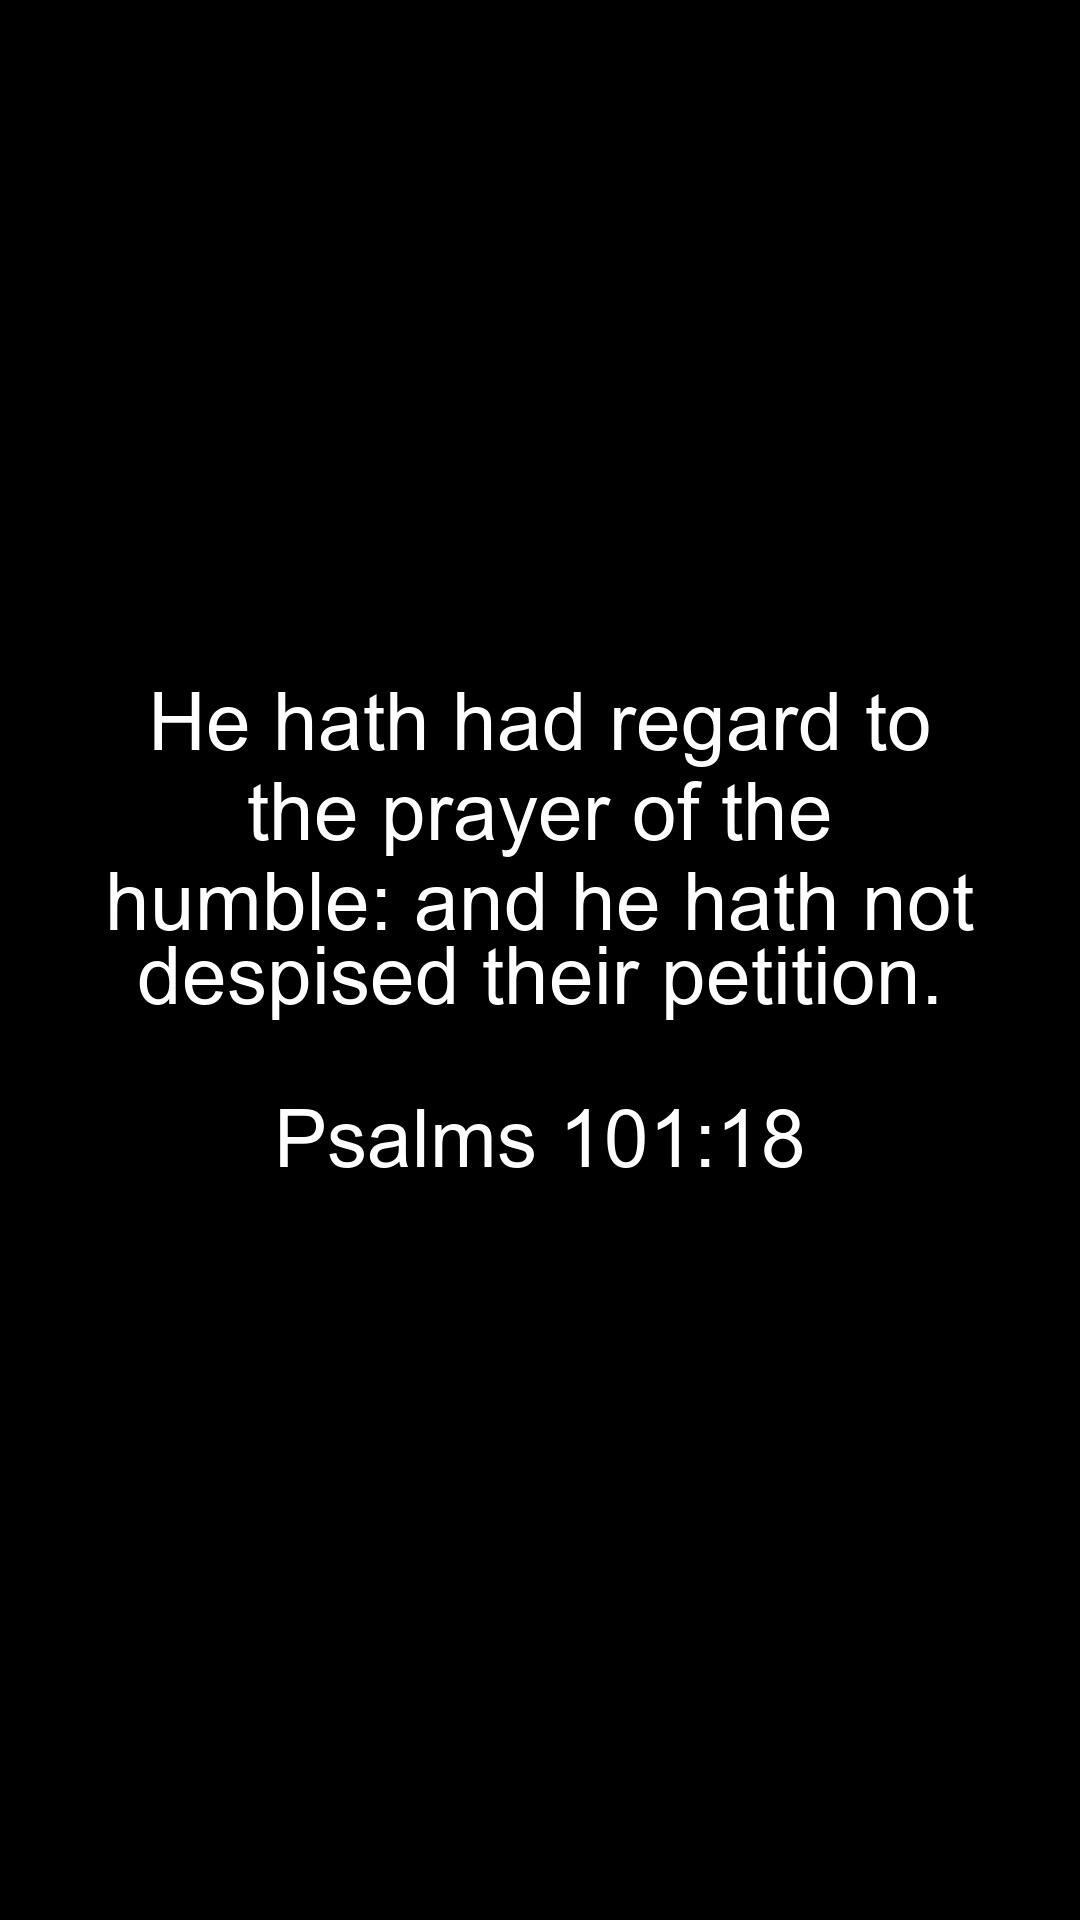 He hath had regard to
the prayer of the
humble: and he hath not
despised their petition.
Psalms 101:18